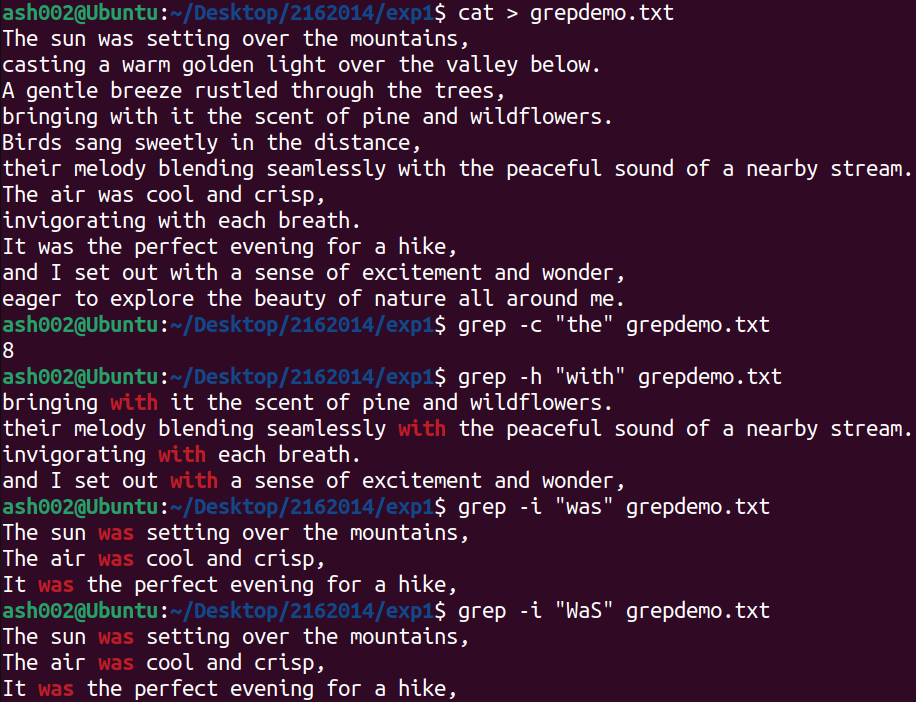 ash002@Ubuntu:~/Desktop/2162014/exp1$ cat > grepdemo.txt
The sun was setting over the mountains,
casting a warm golden light over the valley below.
A gentle breeze rustled through the trees,
bringing with it the scent of pine and wildflowers.
Birds sang sweetly in the distance,
their melody blending seamlessly with the peaceful sound of a nearby stream.
The air was cool and crisp,
invigorating with each breath.
It was the perfect evening for a hike,
and I set out with a sense of excitement and wonder,
eager to explore the beauty of nature all around me.
ash002@Ubuntu:~/Desktop/2162014/exp1$ grep -c "the" grepdemo.txt
8
ash002@Ubuntu:~/Desktop/2162014/exp1$ grep -h "with" grepdemo.txt
bringing with it the scent of pine and wildflowers.
their melody blending seamlessly with the peaceful sound of a nearby stream.
invigorating with each breath.
and I set out with a sense of excitement and wonder,
ash002@Ubuntu:~/Desktop/2162014/exp1$ grep -i "was" grepdemo.txt
The sun was setting over the mountains,
The air was cool and crisp,
It was the perfect evening for a hike,
ash002@Ubuntu:~/Desktop/2162014/exp1$ grep -i "WaS" grepdemo.txt
The sun was setting over the mountains,
The air was cool and crisp,
It was the perfect evening for a hike,